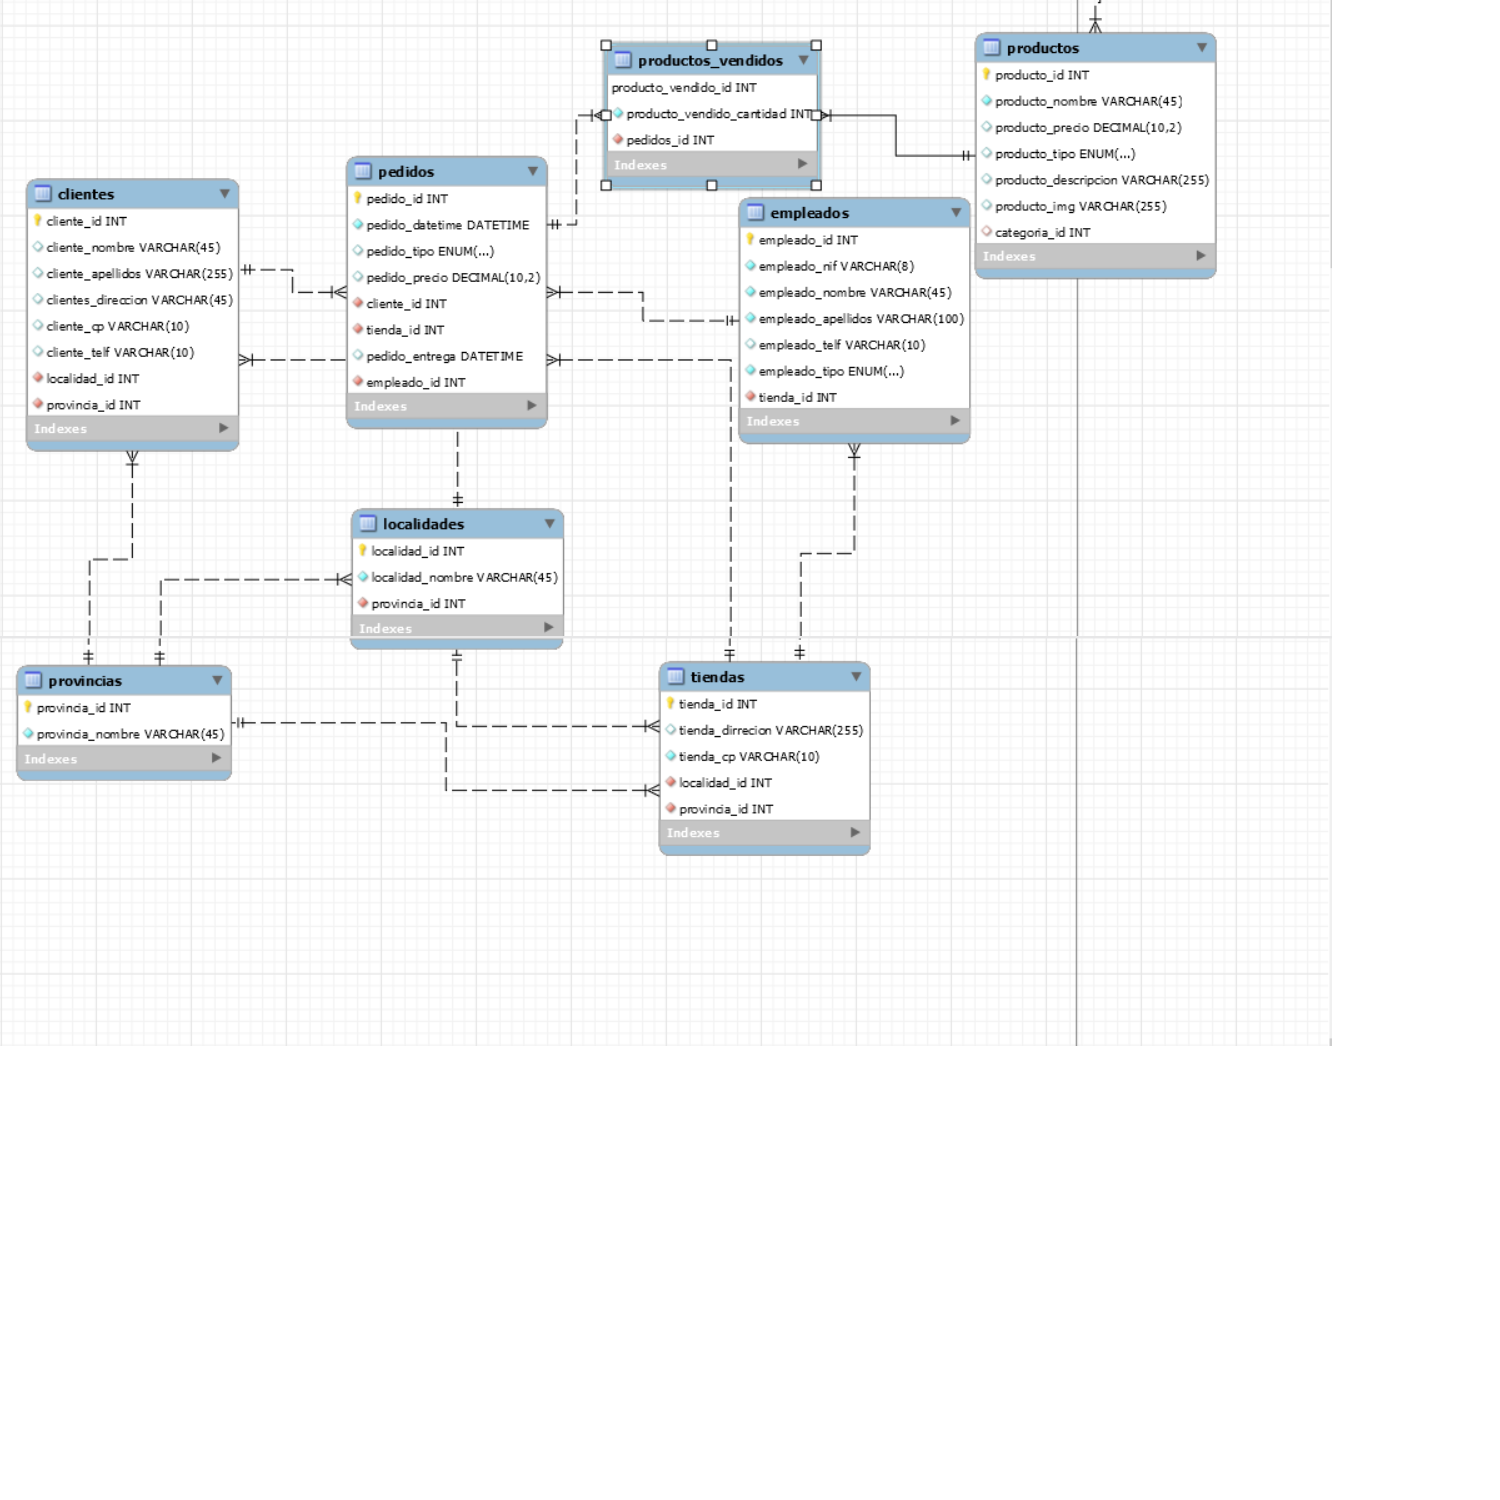 productos_vendidos
producto_vendido_id INT
producto_vendido_cantidad INT
pedidos_id INT
Indexes
productos
producto_id INT
producto_nombre VARCHAR(45)
producto_precio DECIMAL(10,2)
producto_tipo ENUM(...)
producto_descripcion VARCHAR(255)
producto_img VARCHAR(255)
categoria_id INT
Indexes
clientes
cliente_id INT
cliente_nombre VARCHAR(45)
cliente_apellidos VARCHAR(255)
clientes_direccion VARCHAR(45)
cliente_cp VARCHAR(10)
cliente_telf VARCHAR(10)
localidad_id INT
provincia_id INT
Indexes
pedidos
pedido_id INT
pedido_datetime DATETIME
pedido_tipo ENUM(...)
pedido_precio DECIMAL(10,2)
cliente_id INT
tienda_id INT
pedido_entrega DATETIME
empleado_id INT
Indexes
empleados
empleado_id INT
empleado_nif VARCHAR(8)
empleado_nombre VARCHAR(45)
empleado_apellidos VARCHAR(100)
empleado_telf VARCHAR(10)
empleado_tipo ENUM(...)
tienda_id INT
Indexes
localidades
localidad_id INT
localidad_nombre VARCHAR(45)
provincia_id INT
Indexes
provincias
provincia_id INT
provincia_nombre VARCHAR(45)
Indexes
tiendas
tienda_id INT
tienda_dirrecion VARCHAR(255)
tienda_cp VARCHAR(10)
localidad_id INT
provincia_id INT
Indexes